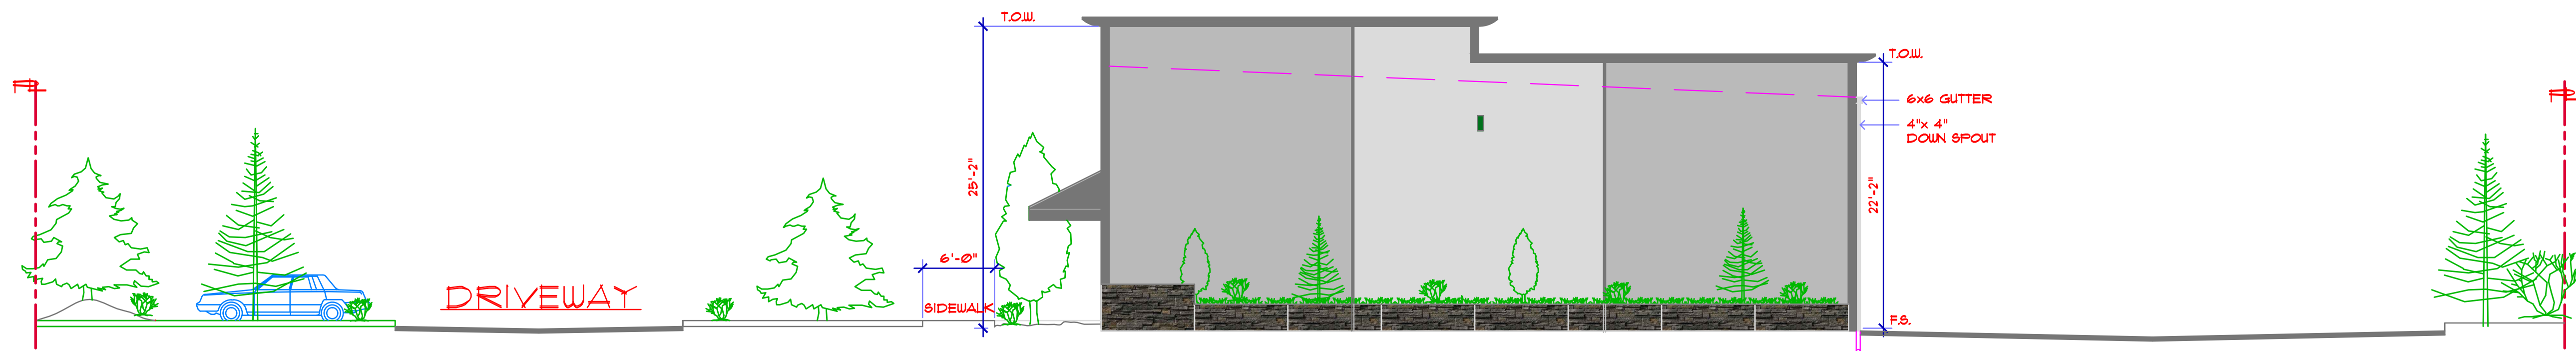 PL
T.O.W.
25'-2"
6'-0"
SIDEWALK
DRIVEWAY
T.O.W.
6x6 GUTTER
4"x 4"
DOWN SPOUT
22'-2"
F.S.
PL